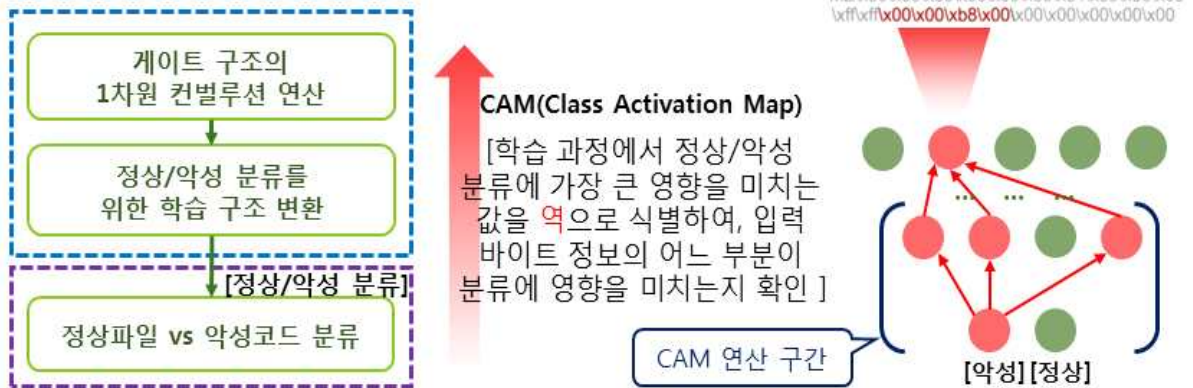 게이트 구조의
1차원 컨벌루션 연산
정상/악성 분류를
위한 학습 구조 변환
[정상/악성 분류]
정상파일 vs 악성코드 분류
CAM(Class Activation Map)
[학습 과정에서 정상/악성
분류에 가장 큰 영향을 미치는
값을 역으로 식별하여, 입력
바이트 정보의 어느 부분이
분류에 영향을 미치는지 확인 ]
CAM 연산 구간
\xff\xff\x00\x00\xb8\x00\x00\x00\x00\x00
... ... ...
[악성][정상]